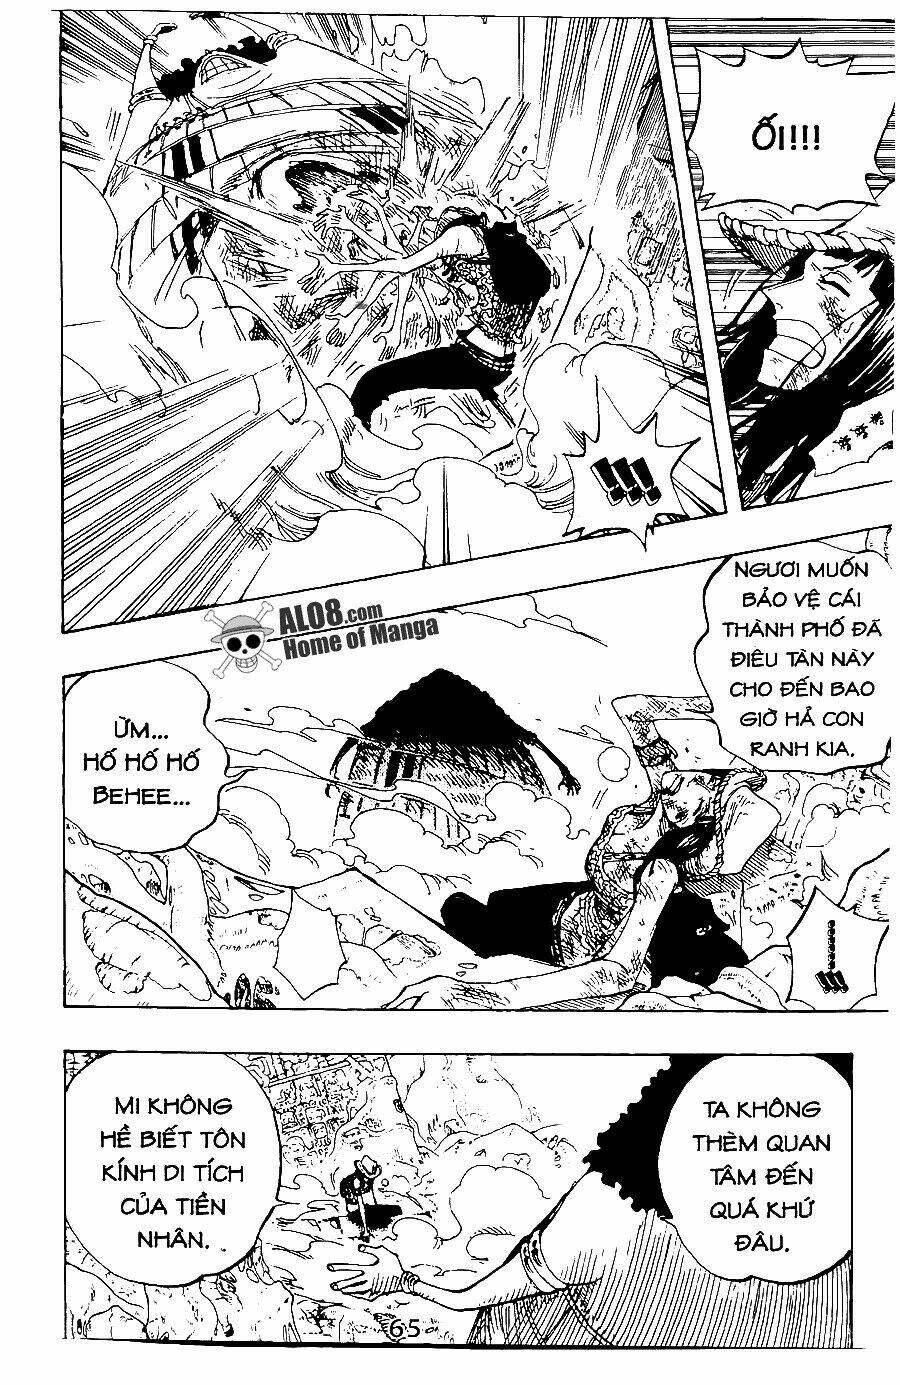 ỐI!!!
!!!!
NGƯƠI MUỐN
BẢO VỆ CÁI
THÀNH PHỐ ĐÃ
ĐIÊU TÀN NÀY
CHO ĐẾN BAO
GIỜ HẢ CON
RANH KIA.
ALO8.com
Home of Manga
ỪM...
HỐ HỐ HỐ
BEHEE...
........!!!
TA KHÔNG
THÈM QUAN
TÂM ĐẾN
QUÁ KHỨ
ĐÂU.
MI KHÔNG
HỀ BIẾT TÔN
KÍNH DI TÍCH
CỦA TIỀN
NHÂN.
65